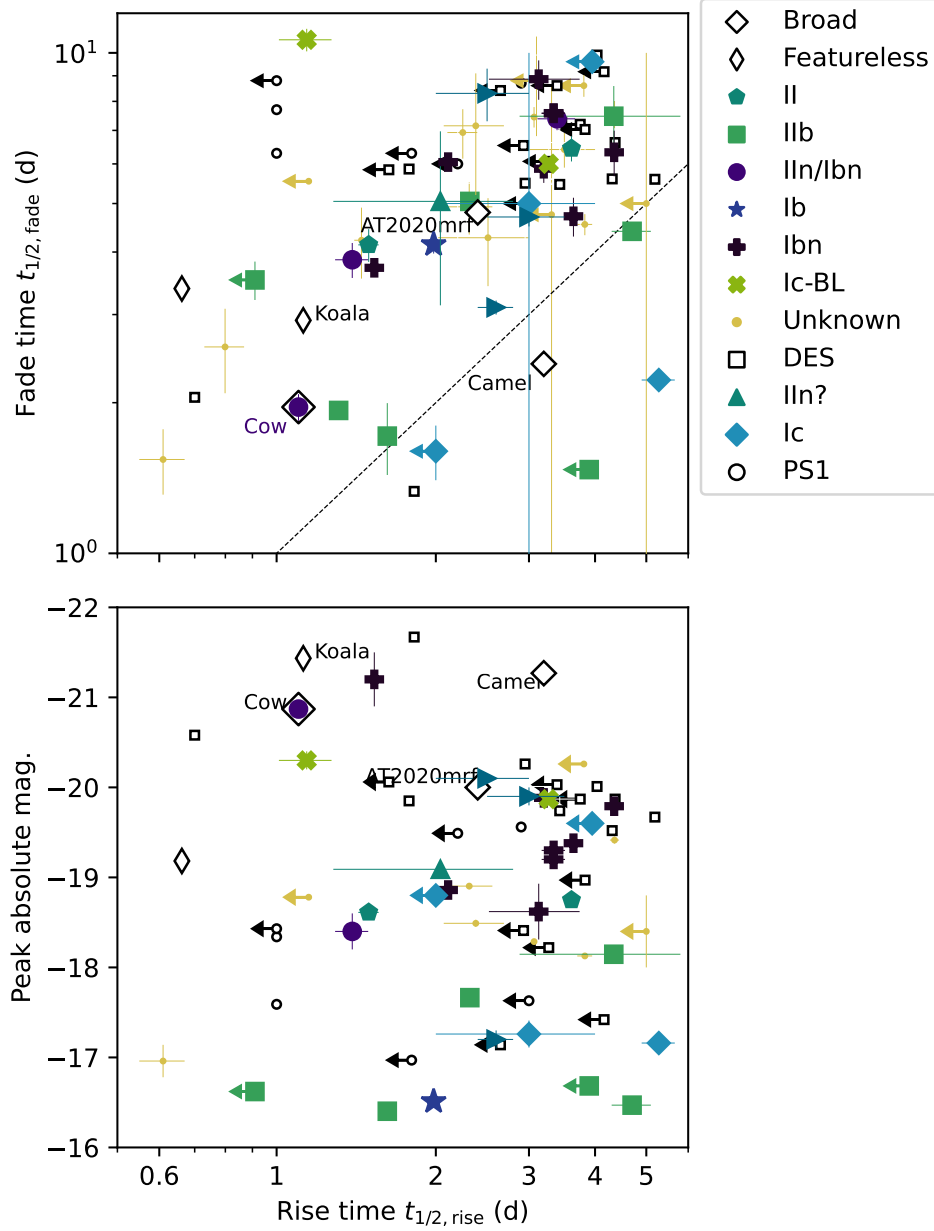 Fade time t1/2, fade (d)
10¹
10⁰
AT2020mrf
Koala
Camel
Cow
Broad
Featureless
II
IIb
IIn/Ibn
Ib
Ibn
Ic-BL
Unknown
DES
IIn?
Ic
PS1
Peak absolute mag.
−22
−21
−20
−19
−18
−17
−16
Koala
Camel
Cow
AT2020mrf
0.6
1
2
3
4
5
Rise time t1/2, rise (d)